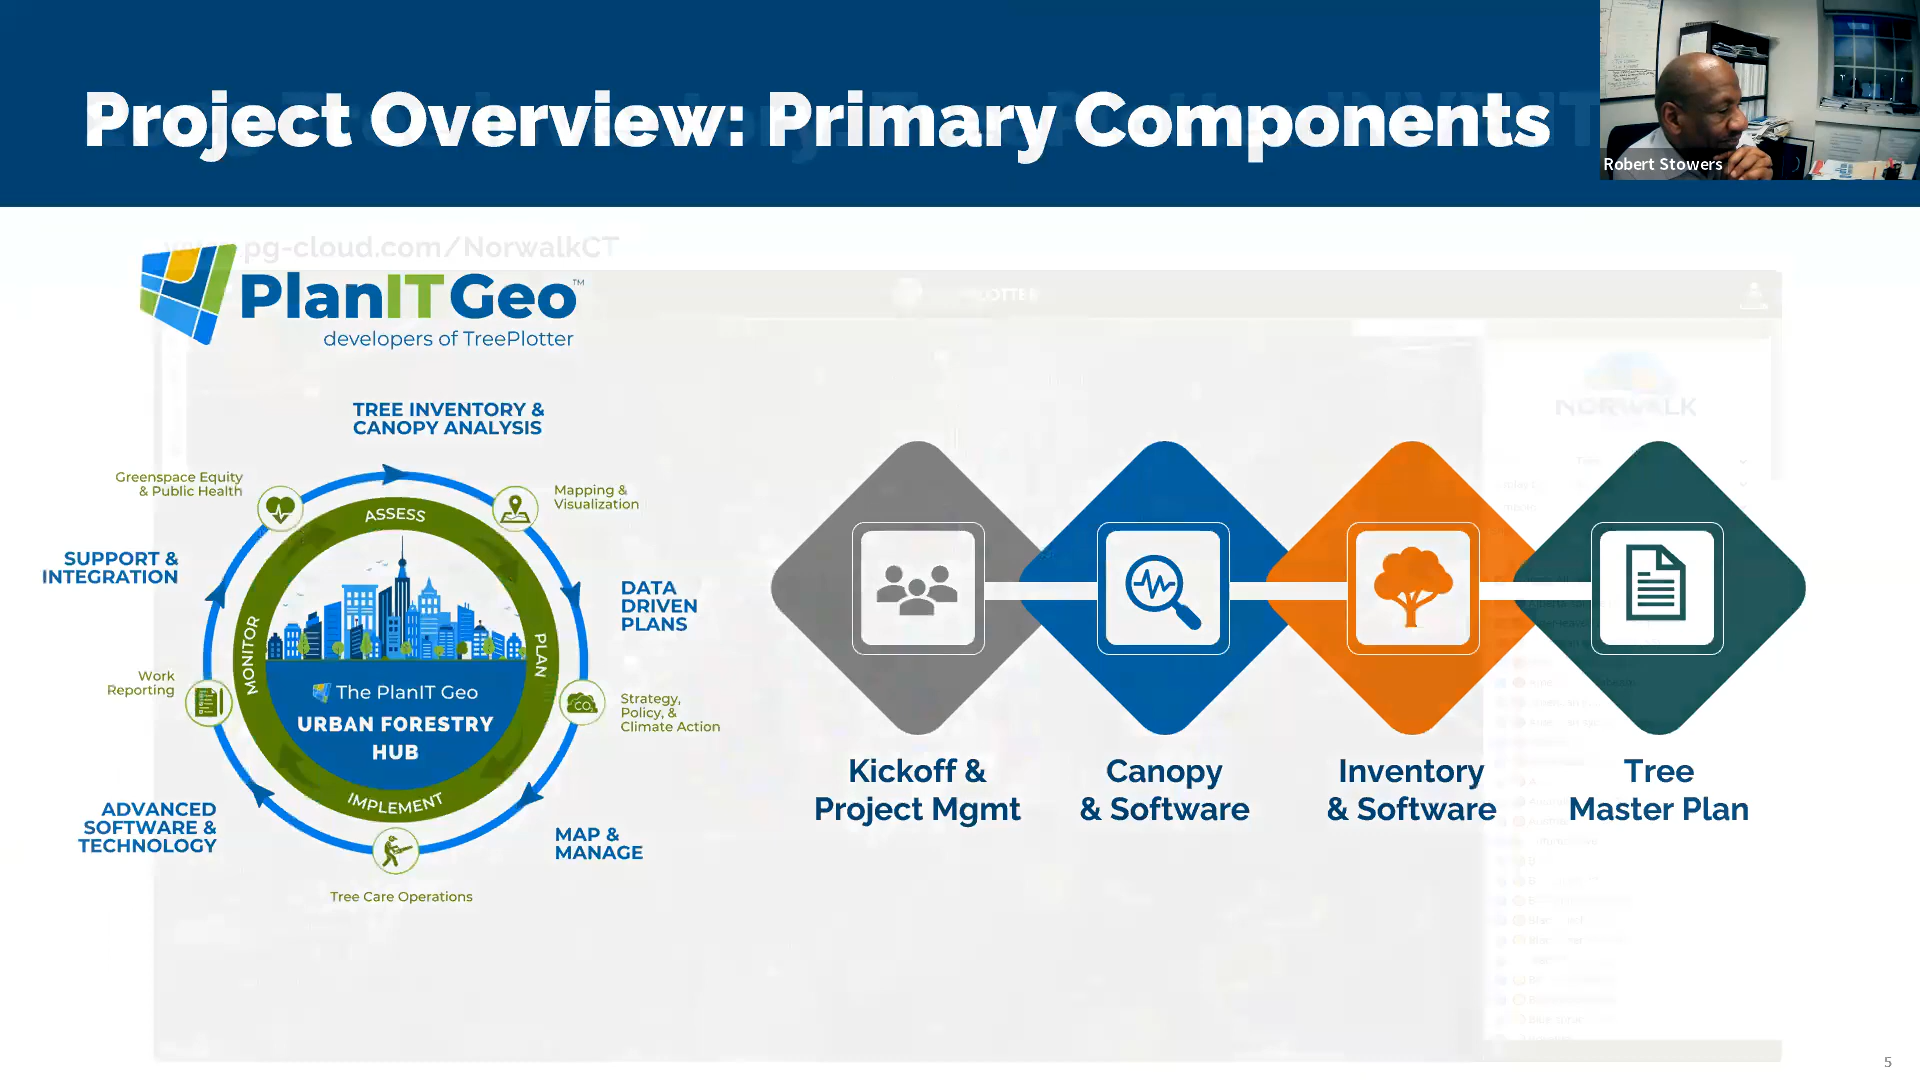 Project Overview: Primary Components
Robert Stowers
pg-cloud.com/NorwalkCT
PlanIT Geo™
developers of TreePlotter
NORWALK
TREE INVENTORY &
CANOPY ANALYSIS
Greenspace Equity
& Public Health
Mapping &
Visualization
ASSESS
SUPPORT &
INTEGRATION
DATA
DRIVEN
PLANS
MONITOR
PLAN
Work
Reporting
The PlanIT Geo
URBAN FORESTRY
HUB
CO₂
Strategy,
Policy, &
Climate Action
IMPLEMENT
ADVANCED
SOFTWARE &
TECHNOLOGY
MAP &
MANAGE
Tree Care Operations
Kickoff &
Project Mgmt
Canopy
& Software
Inventory
& Software
Tree
Master Plan
5